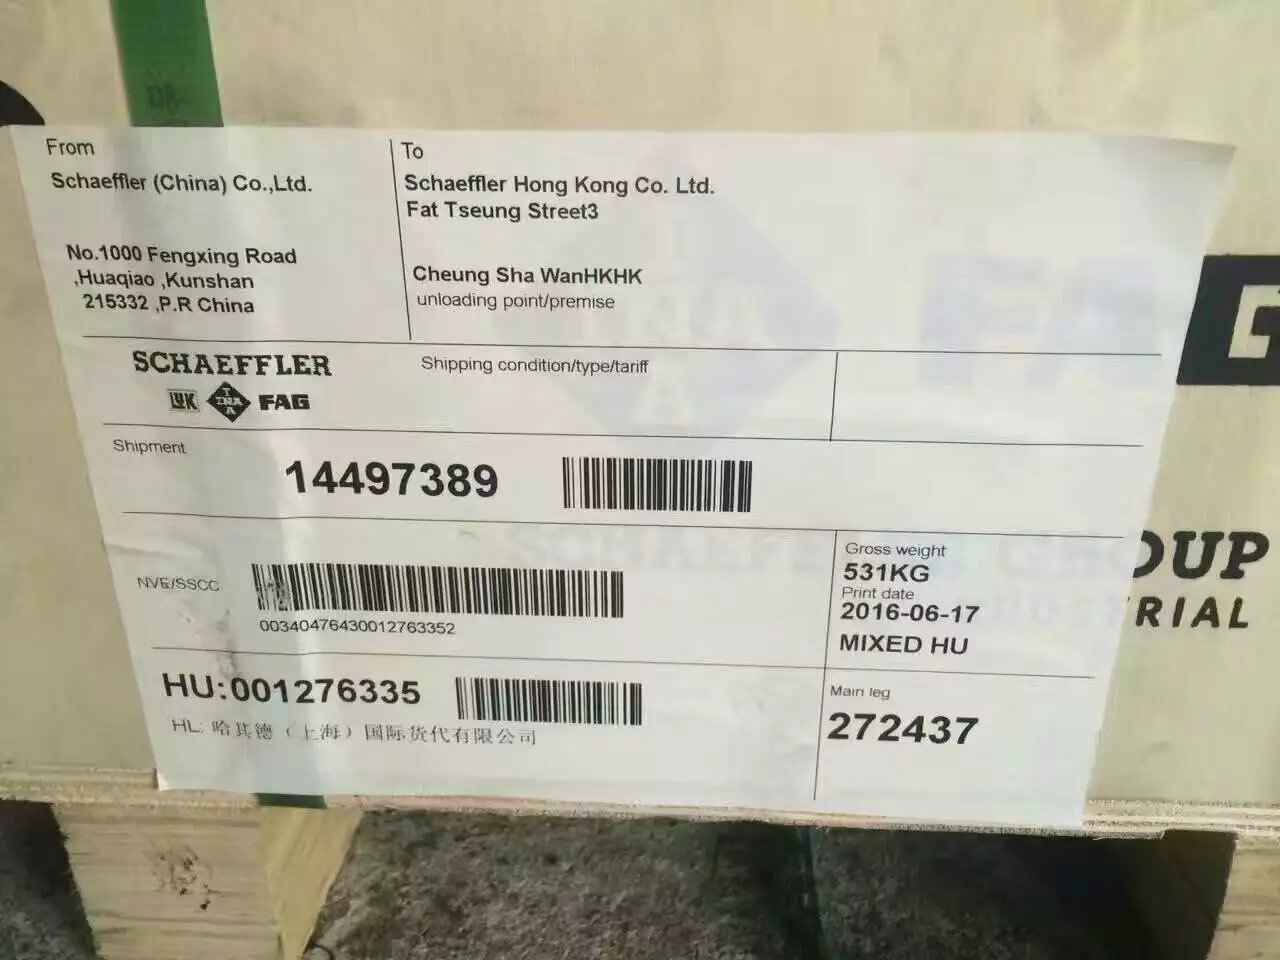 From
Schaeffler (China) Co.,Ltd.
No.1000 Fengxing Road
,Huaqiao ,Kunshan
215332 ,P.R China
To
Schaeffler Hong Kong Co. Ltd.
Fat Tseung Street3
Cheung Sha WanHKHK
unloading point/premise
SCHAEFFLER
LUK INA FAG
Shipping condition/type/tariff
Shipment
14497389
NVE/SSCC
00340476430012763352
Gross weight
531KG
Print date
2016-06-17
MIXED HU
HU:001276335
HL: 哈其德（上海）国际货代有限公司
Main leg
272437
OUP
TRIAL